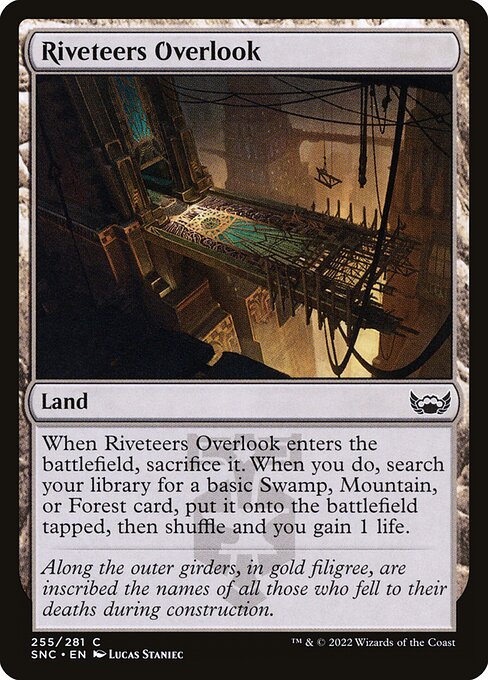 Riveteers Overlook
Land
When Riveteers Overlook enters the
battlefield, sacrifice it. When you do, search
your library for a basic Swamp, Mountain,
or Forest card, put it onto the battlefield
tapped, then shuffle and you gain 1 life.
Along the outer girders, in gold filigree, are
inscribed the names of all those who fell to their
deaths during construction.
255/281 C
SNC • EN Lucas Staniec
™ & © 2022 Wizards of the Coast